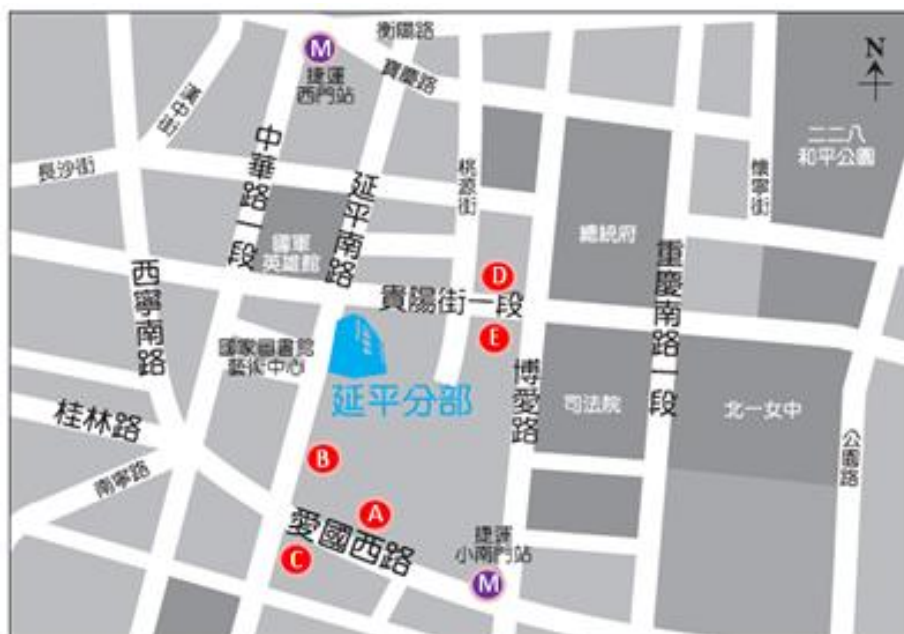 衡陽路
N
M
捷運
西門站
寶慶路
漢中街
二二八
和平公園
長沙街
中華路一段
桃源街
懷寧街
延平南路
國軍
英雄館
總統府
重慶南路一段
西寧南路
D
貴陽街一段
E
國家圖書館
藝術中心
博愛路
延平分部
司法院
北一女中
桂林路
公園路
B
南寧路
A
愛國西路
捷運
小南門站
C
M